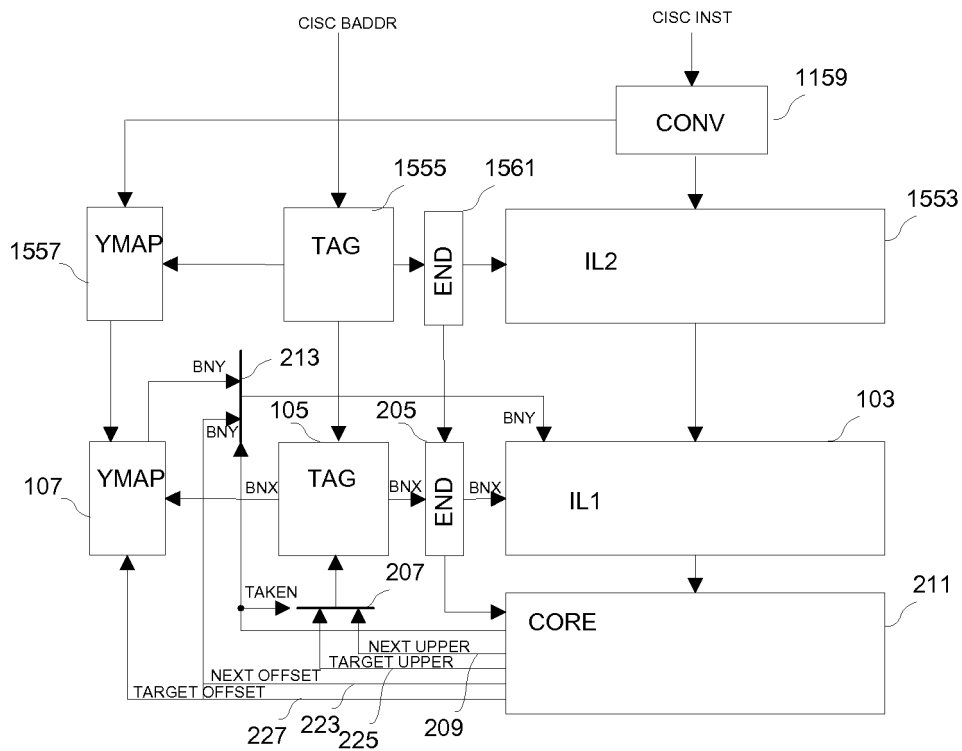 CISC BADDR
CISC INST
1159
CONV
1555
1561
1553
1557
YMAP
TAG
END
IL2
BNY
213
105
205
103
BNY
BNY
107
YMAP
TAG
END
IL1
BNX
BNX
BNX
TAKEN
207
211
CORE
NEXT UPPER
TARGET UPPER
NEXT OFFSET
TARGET OFFSET
227
223
225
209